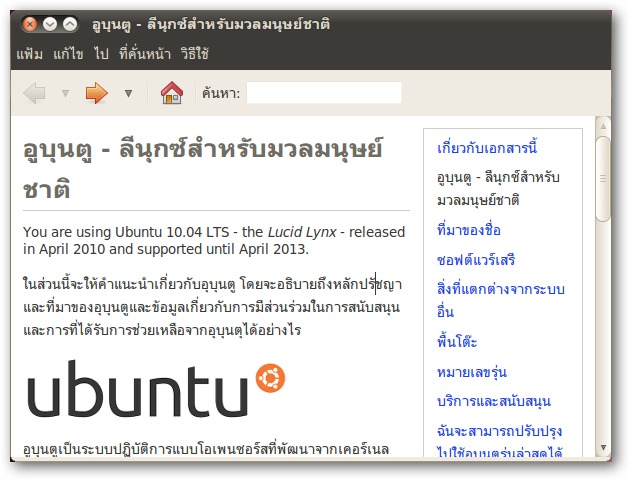 อูบุนตู - ลีนุกซ์สำหรับมวลมนุษย์ชาติ
แฟ้ม แก้ไข ไป ที่คั่นหน้า วิธีใช้
ค้นหา:
อูบุนตู - ลีนุกซ์สำหรับมวลมนุษย์
ชาติ
You are using Ubuntu 10.04 LTS - the Lucid Lynx - released
in April 2010 and supported until April 2013.
ในส่วนนี้จะให้คำแนะนำเกี่ยวกับอุบุนตู โดยจะอธิบายถึงหลักปรัชญา
และที่มาของอุบุนตูและข้อมูลเกี่ยวกับการมีส่วนร่วมในการสนับสนุน
และการที่ได้รับการช่วยเหลือจากอุบุนตุได้อย่างไร
ubuntu
อูบุนตูเป็นระบบปฏิบัติการแบบโอเพนซอร์สที่พัฒนาจากเคอร์เนล
เกี่ยวกับเอกสารนี้
อูบุนตู - ลีนุกซ์สำหรับ
มวลมนุษย์ชาติ
ที่มาของชื่อ
ซอฟต์แวร์เสรี
สิ่งที่แตกต่างจากระบบ
อื่น
พื้นโต๊ะ
หมายเลขรุ่น
บริการและสนับสนุน
ฉันจะสามารถปรับปรุง
ไปใช้อูบุนตูรุ่นล่าสุดได้